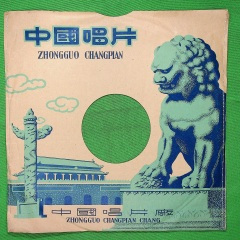 中國唱片
ZHONGGUO CHANGPIAN
中國唱片廠
ZHONGGUO CHANGPIAN CHANG